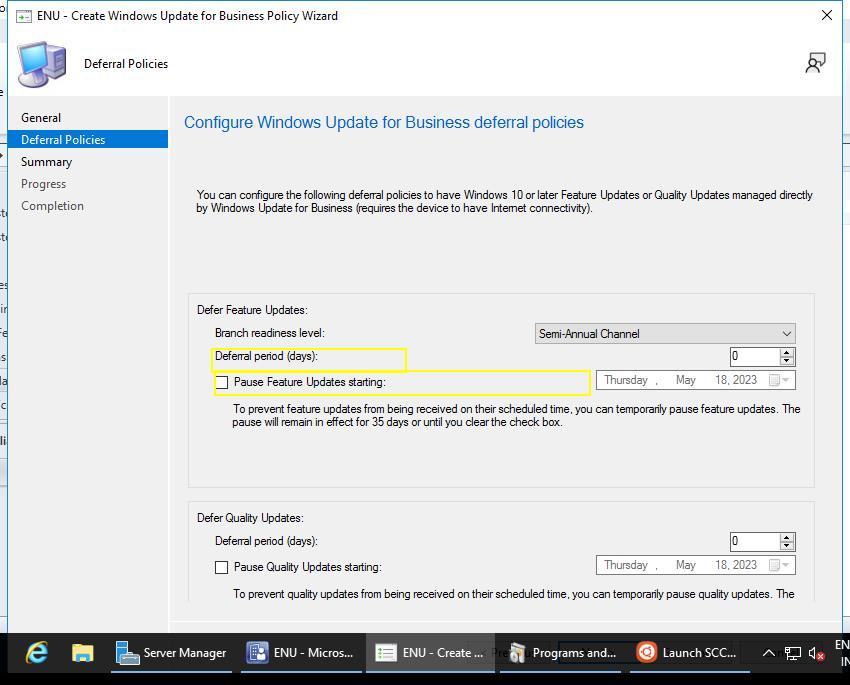 ENU - Create Windows Update for Business Policy Wizard
Deferral Policies
General
Deferral Policies
Summary
Progress
Completion
Configure Windows Update for Business deferral policies
You can configure the following deferral policies to have Windows 10 or later Feature Updates or Quality Updates managed directly
by Windows Update for Business (requires the device to have Internet connectivity).
Defer Feature Updates:
Branch readiness level:
Semi-Annual Channel
Deferral period (days):
0
Pause Feature Updates starting:
Thursday , May 18, 2023
To prevent feature updates from being received on their scheduled time, you can temporarily pause feature updates. The
pause will remain in effect for 35 days or until you clear the check box.
Defer Quality Updates:
Deferral period (days):
0
Pause Quality Updates starting:
Thursday , May 18, 2023
To prevent quality updates from being received on their scheduled time, you can temporarily pause quality updates. The
Server Manager
ENU - Micros...
ENU - Create ...
Programs and...
Launch SCC...
EN
IN